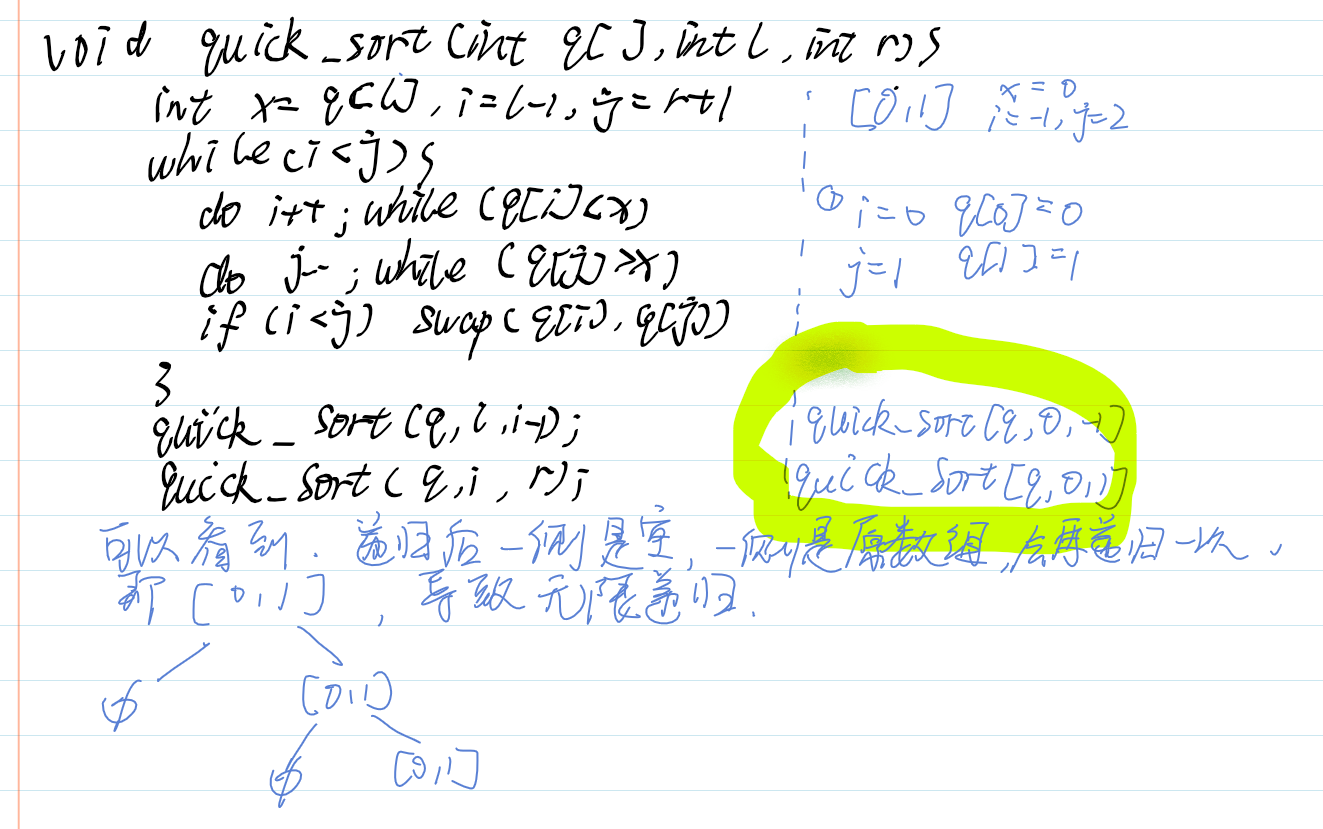 void quick_sort(int q[], int l, int r){
int x = q[l], i=l-1, j=r+1
while(i<j){
do i++; while(q[i]<x)
do j--; while(q[j]>x)
if (i<j) swap(q[i], q[j])
}
quick_sort(q, l, i-1);
quick_sort(q, i, r);
[0,1] x=0
i=-1, j=2
① i=0 q[0]=0
j=1 q[1]=1
quick_sort[q,0,-1]
quick_sort[q,0,1]
可以看到. 递归后一侧是空, 一侧是原数组, 会再递归一次、
即[0,1], 导致无限递归.
∅ [0,1]
∅ [0,1]